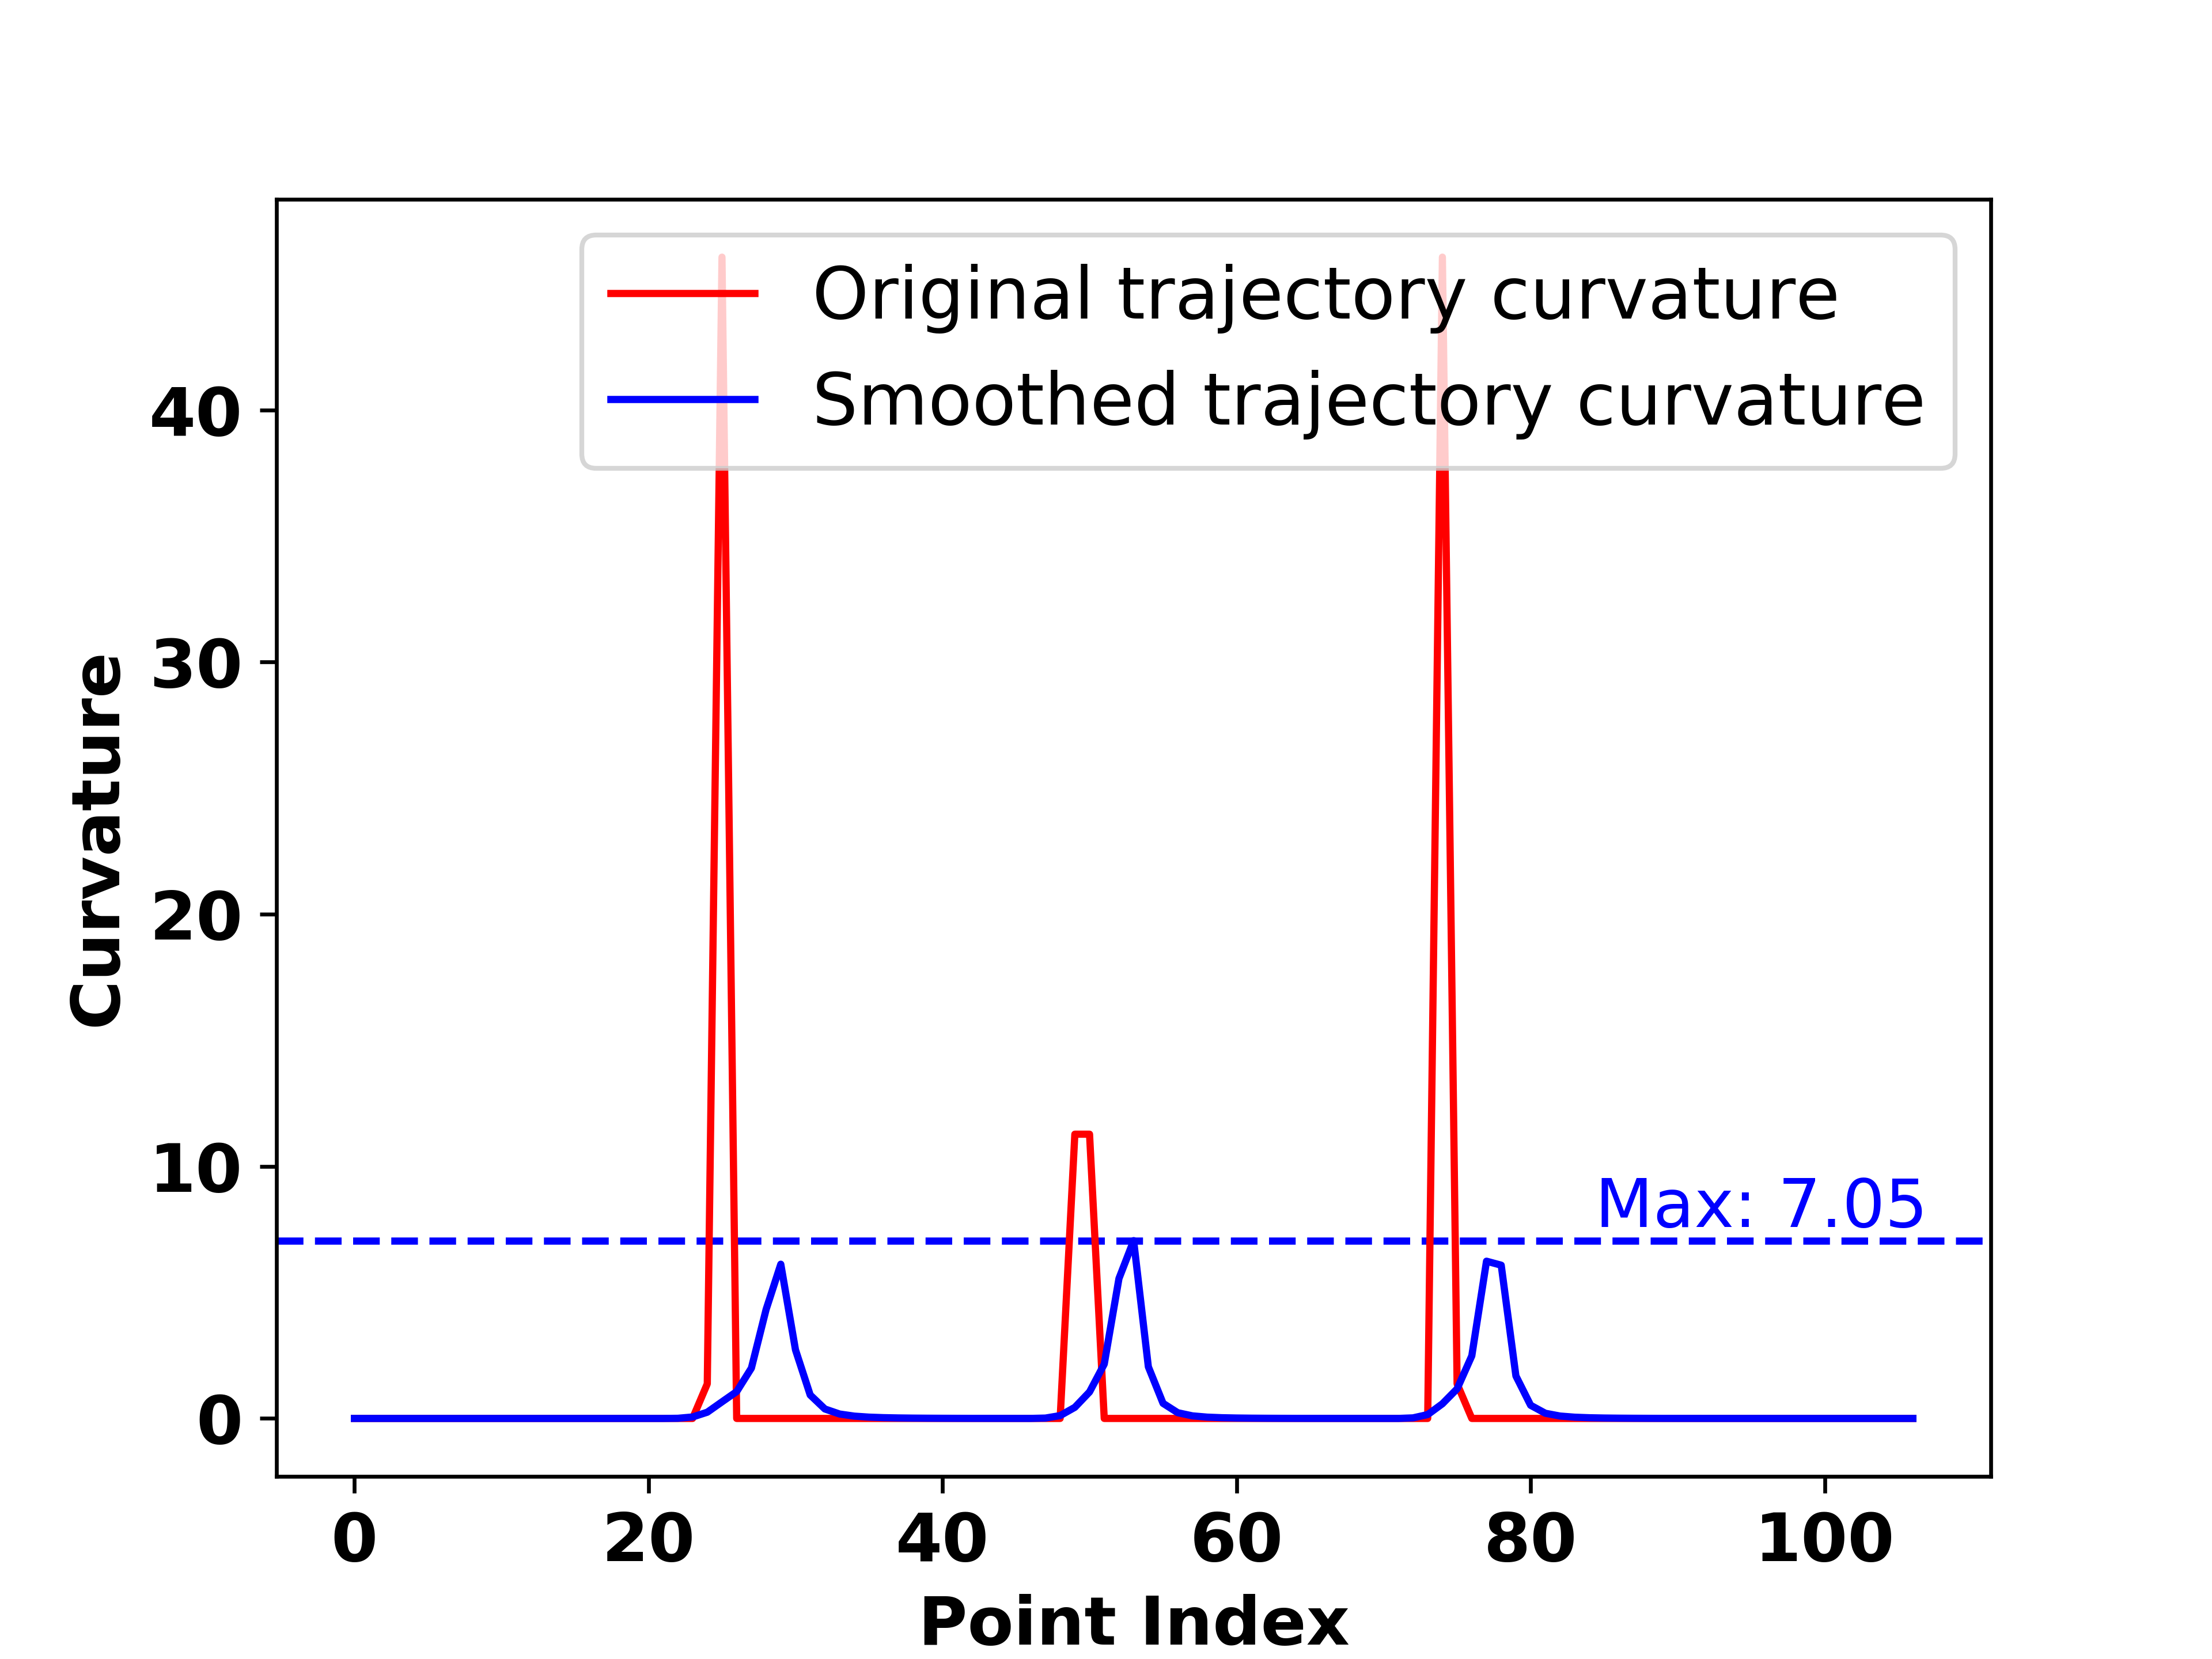 Original trajectory curvature
Smoothed trajectory curvature
40
30
20
10
0
Curvature
Max: 7.05
0 20 40 60 80 100
Point Index